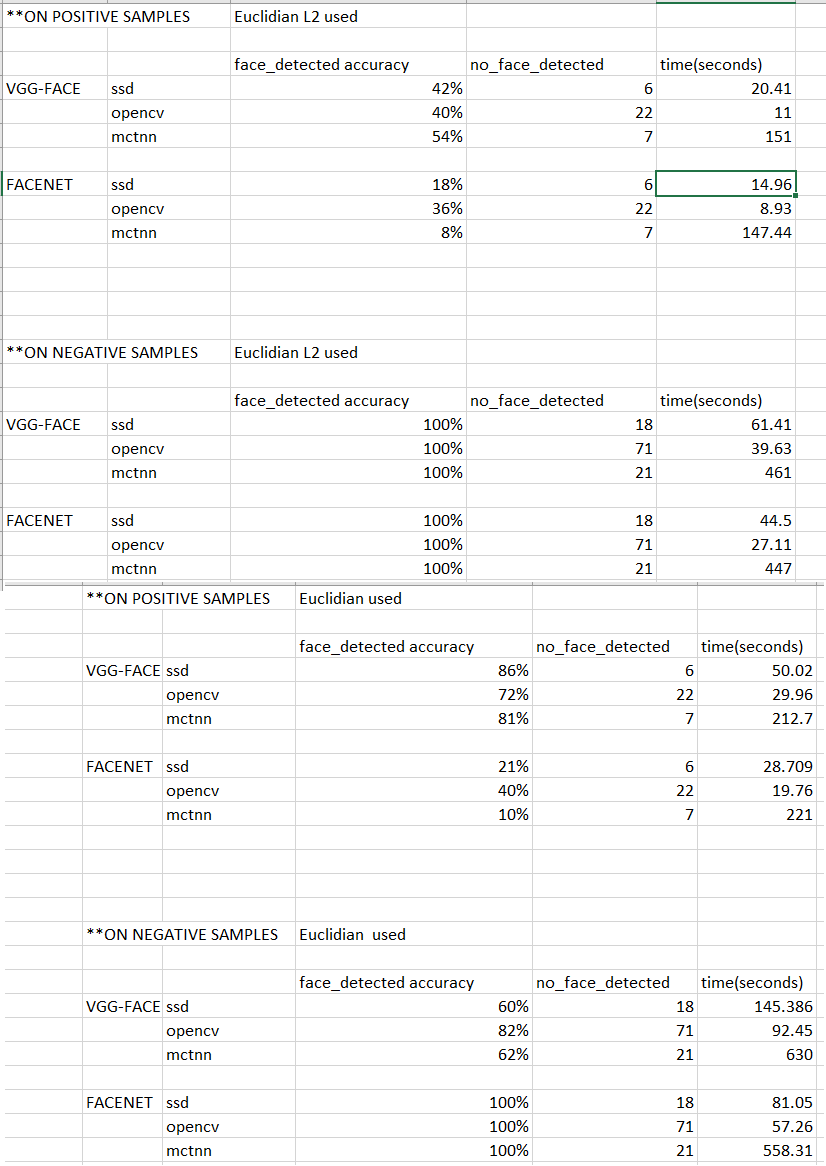 **ON POSITIVE SAMPLES Euclidian L2 used
face_detected accuracy no_face_detected time(seconds)
VGG-FACE ssd 42% 6 20.41
opencv 40% 22 11
mctnn 54% 7 151
FACENET ssd 18% 6 14.96
opencv 36% 22 8.93
mctnn 8% 7 147.44
**ON NEGATIVE SAMPLES Euclidian L2 used
face_detected accuracy no_face_detected time(seconds)
VGG-FACE ssd 100% 18 61.41
opencv 100% 71 39.63
mctnn 100% 21 461
FACENET ssd 100% 18 44.5
opencv 100% 71 27.11
mctnn 100% 21 447
**ON POSITIVE SAMPLES Euclidian used
face_detected accuracy no_face_detected time(seconds)
VGG-FACE ssd 86% 6 50.02
opencv 72% 22 29.96
mctnn 81% 7 212.7
FACENET ssd 21% 6 28.709
opencv 40% 22 19.76
mctnn 10% 7 221
**ON NEGATIVE SAMPLES Euclidian used
face_detected accuracy no_face_detected time(seconds)
VGG-FACE ssd 60% 18 145.386
opencv 82% 71 92.45
mctnn 62% 21 630
FACENET ssd 100% 18 81.05
opencv 100% 71 57.26
mctnn 100% 21 558.31